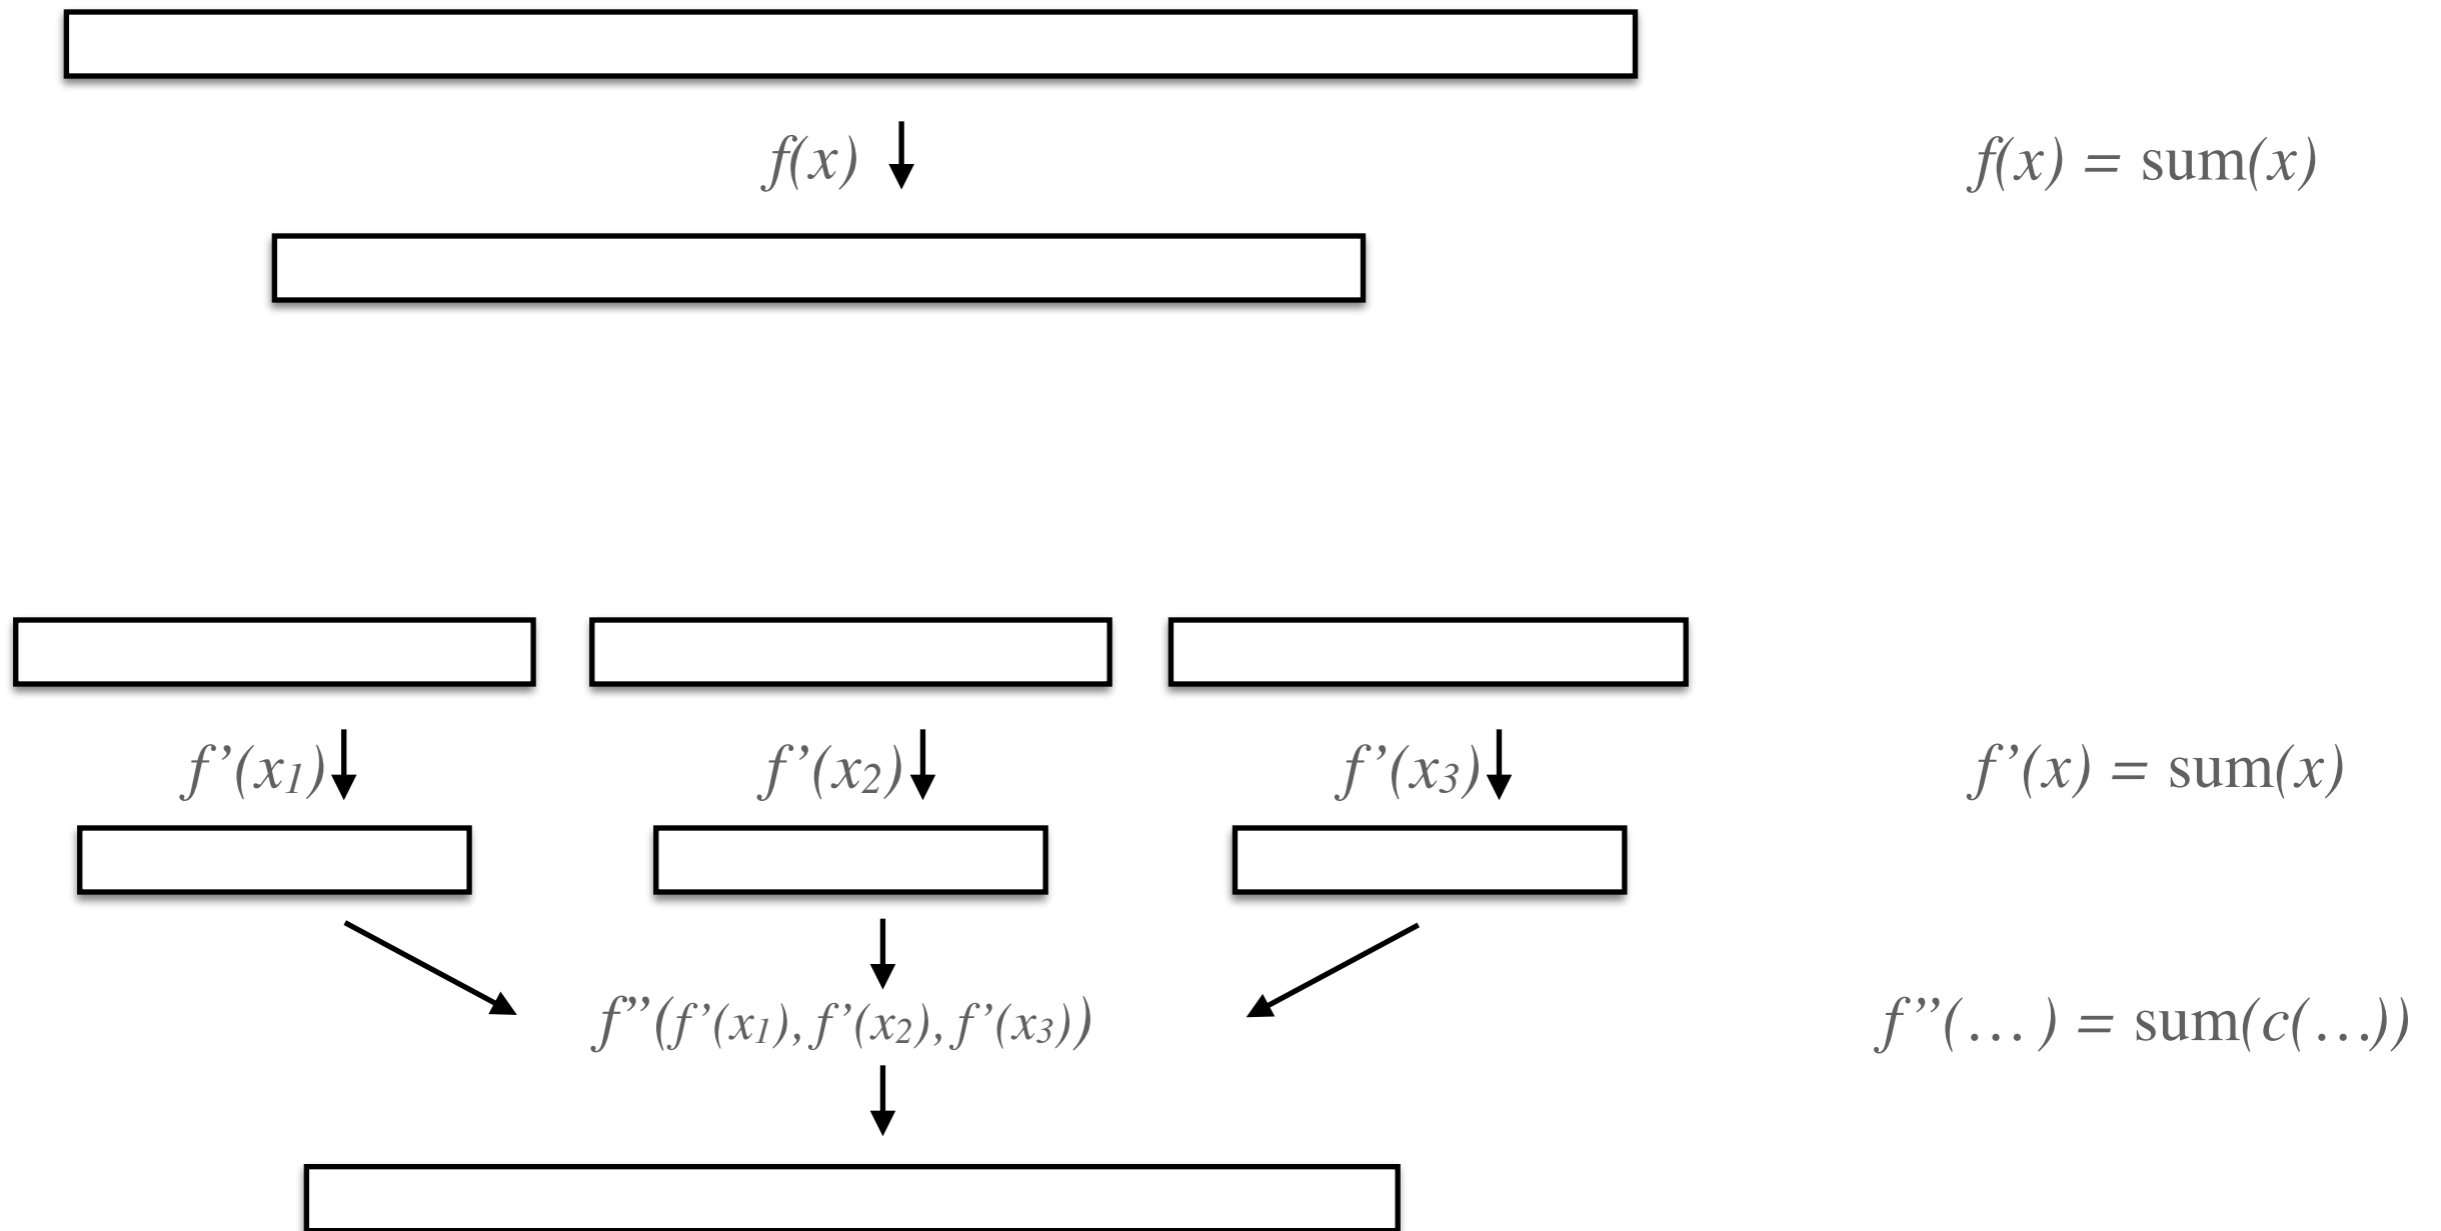 f(x)
f(x) = sum(x)
f’(x1)
f’(x2)
f’(x3)
f’(x) = sum(x)
f’’(f’(x1),f’(x2),f’(x3))
f’’(…) = sum(c(…))